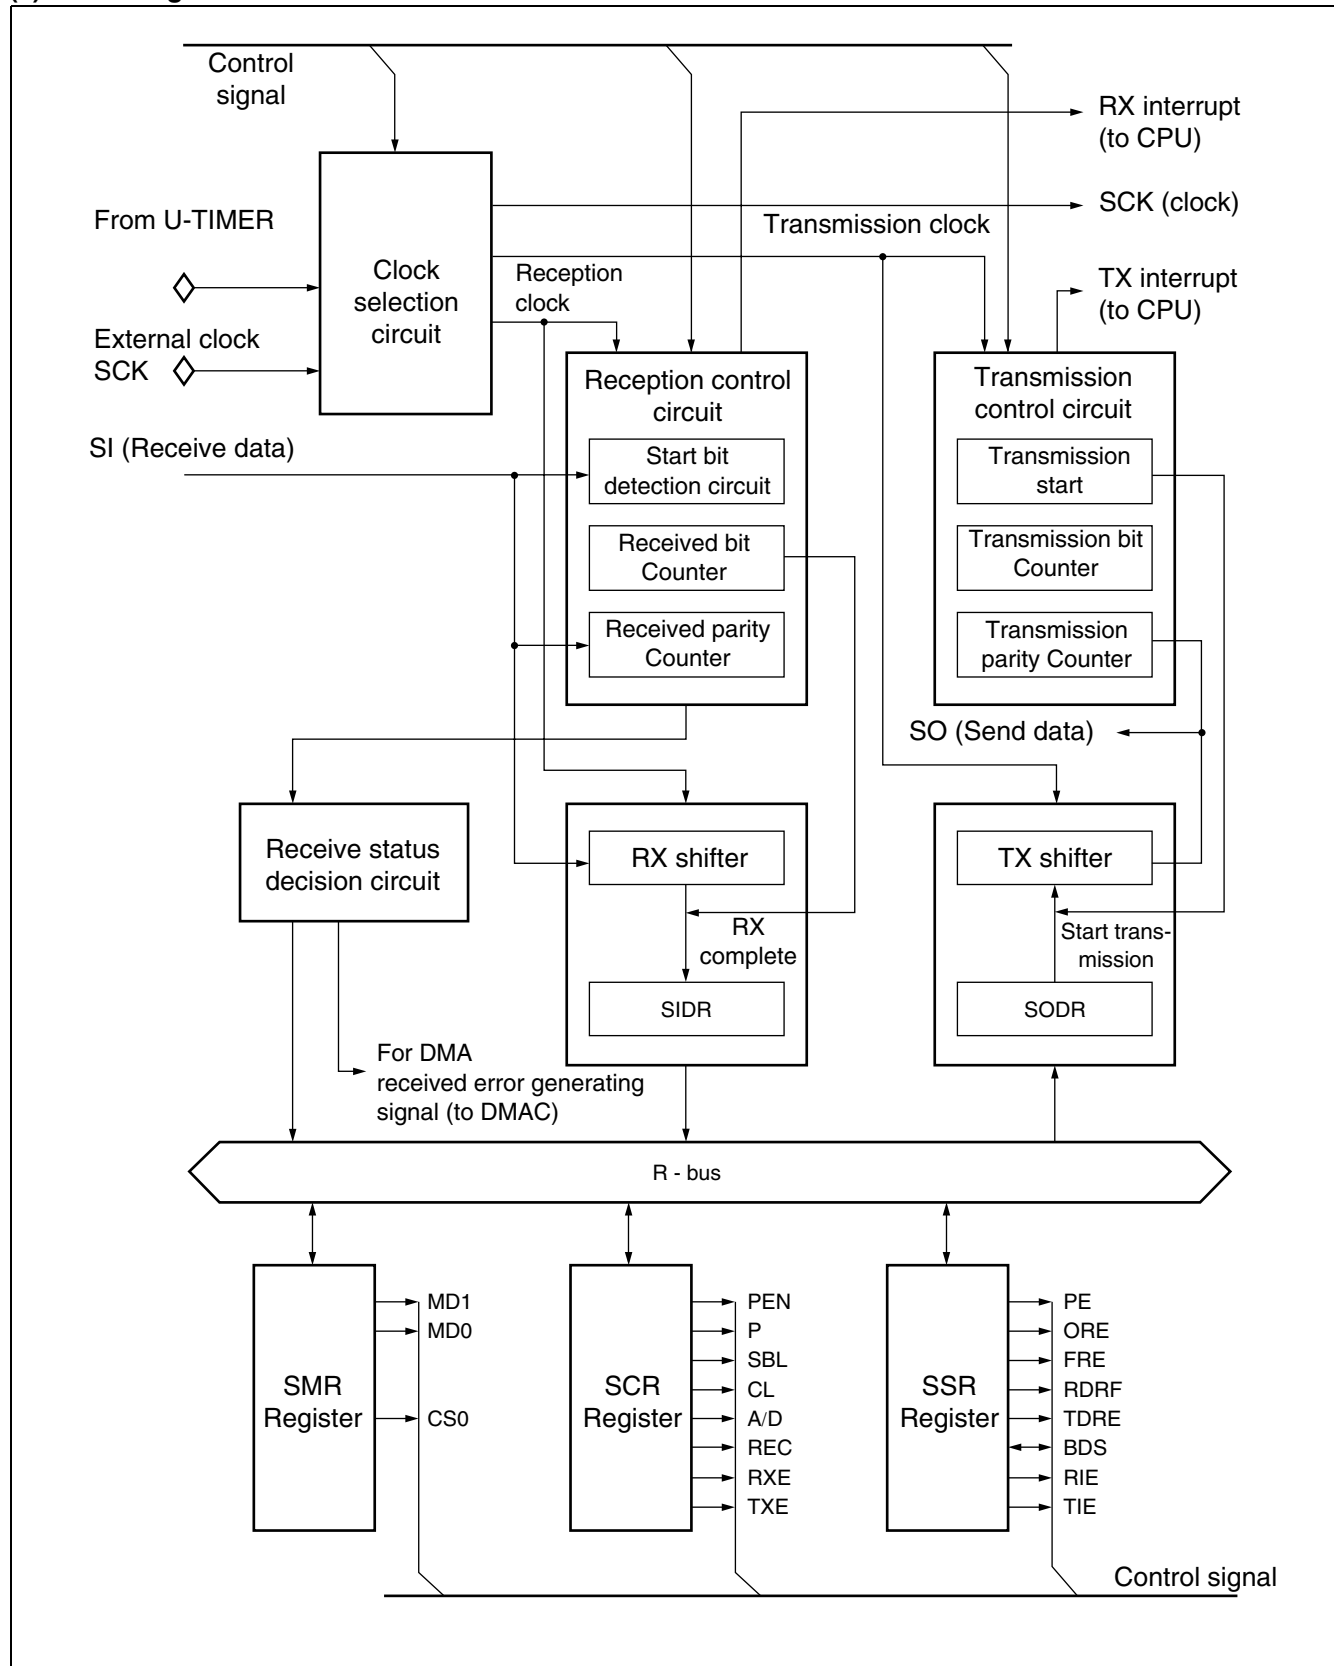 Control
signal
RX interrupt
(to CPU)
From U-TIMER
SCK (clock)
Transmission clock
Clock
selection
circuit
Reception
clock
TX interrupt
(to CPU)
External clock
SCK
Reception control
circuit
Transmission
control circuit
SI (Receive data)
Start bit
detection circuit
Transmission
start
Received bit
Counter
Transmission bit
Counter
Received parity
Counter
Transmission
parity Counter
SO (Send data)
Receive status
decision circuit
RX shifter
TX shifter
RX
complete
Start trans-
mission
SIDR
SODR
For DMA
received error generating
signal (to DMAC)
R - bus
SMR
Register
MD1
MD0
CS0
SCR
Register
PEN
P
SBL
CL
A/D
REC
RXE
TXE
SSR
Register
PE
ORE
FRE
RDRF
TDRE
BDS
RIE
TIE
Control signal